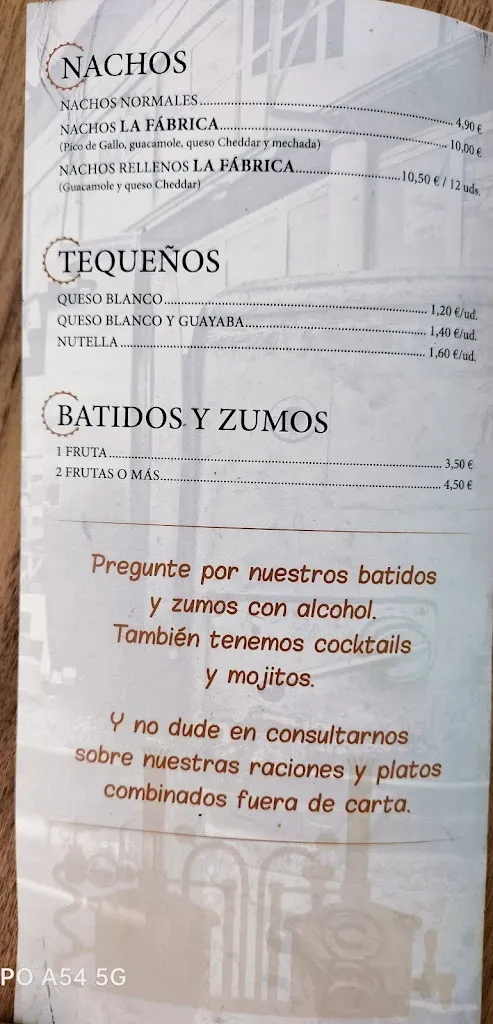 NACHOS
NACHOS NORMALES 4,90 €
NACHOS LA FÁBRICA 10,00 €
(Pico de Gallo, guacamole, queso Cheddar y mechada)
NACHOS RELLENOS LA FÁBRICA 10,50 € / 12 uds.
(Guacamole y queso Cheddar)
TEQUEÑOS
QUESO BLANCO 1,20 €/ud.
QUESO BLANCO Y GUAYABA 1,40 €/ud.
NUTELLA 1,60 €/ud.
BATIDOS Y ZUMOS
1 FRUTA 3,50 €
2 FRUTAS O MÁS 4,50 €
Pregunte por nuestros batidos
y zumos con alcohol.
También tenemos cocktails
y mojitos.
Y no dude en consultarnos
sobre nuestras raciones y platos
combinados fuera de carta.
PO A54 5G